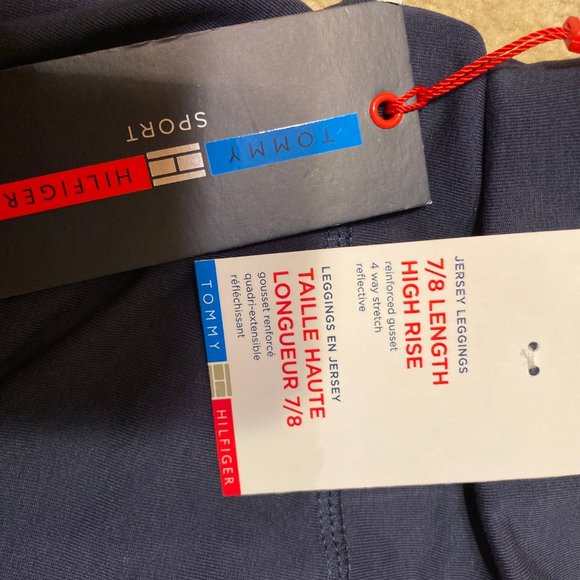 TOMMY HILFIGER
SPORT
JERSEY LEGGINGS
7/8 LENGTH
HIGH RISE
reinforced gusset
4 way stretch
reflective
LEGGINGS EN JERSEY
TAILLE HAUTE
LONGUEUR 7/8
gousset renforcé
quadri-extensible
réfléchissant
TOMMY HILFIGER